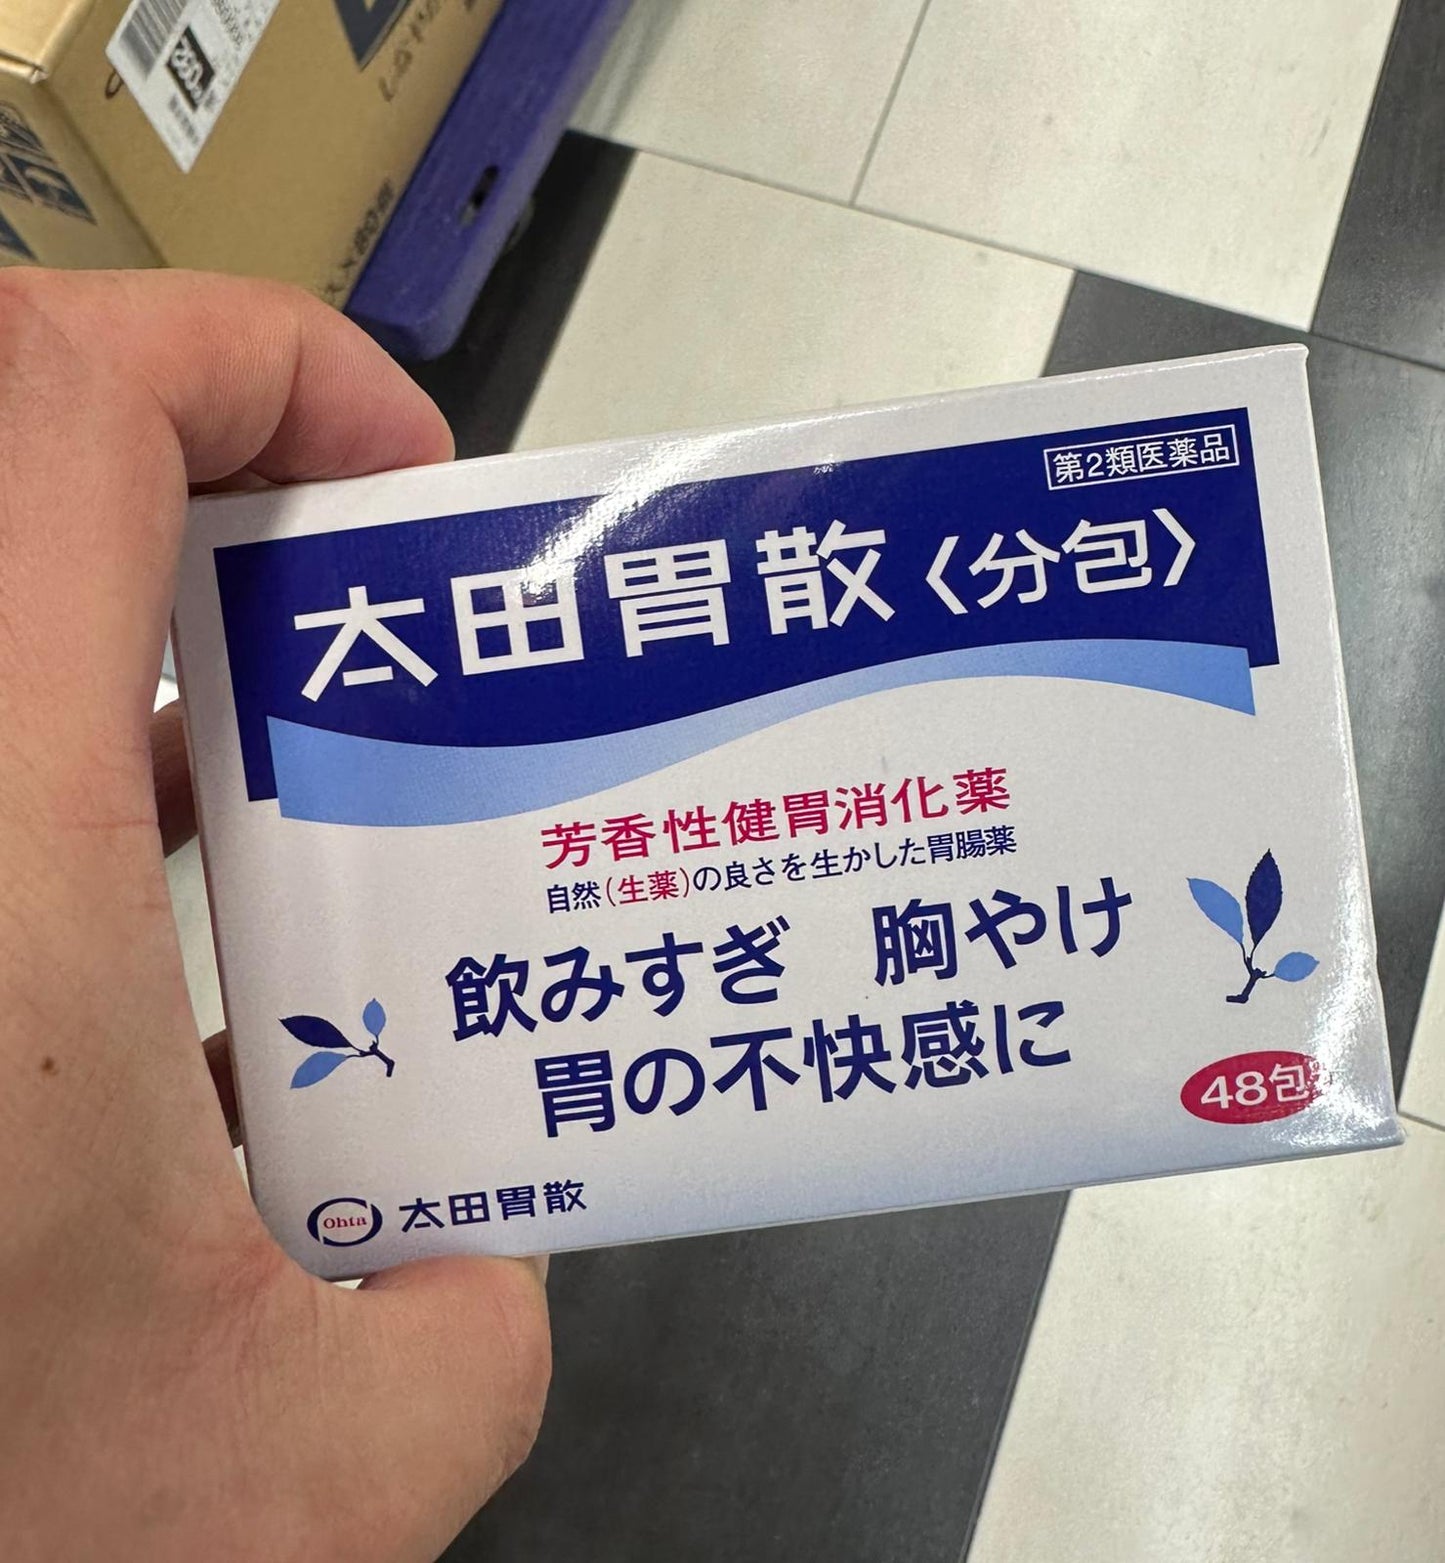 第2類医薬品
太田胃散〈分包〉
芳香性健胃消化薬
自然(生薬)の良さを生かした胃腸薬
飲みすぎ 胸やけ
胃の不快感に
48包
Ohta 太田胃散